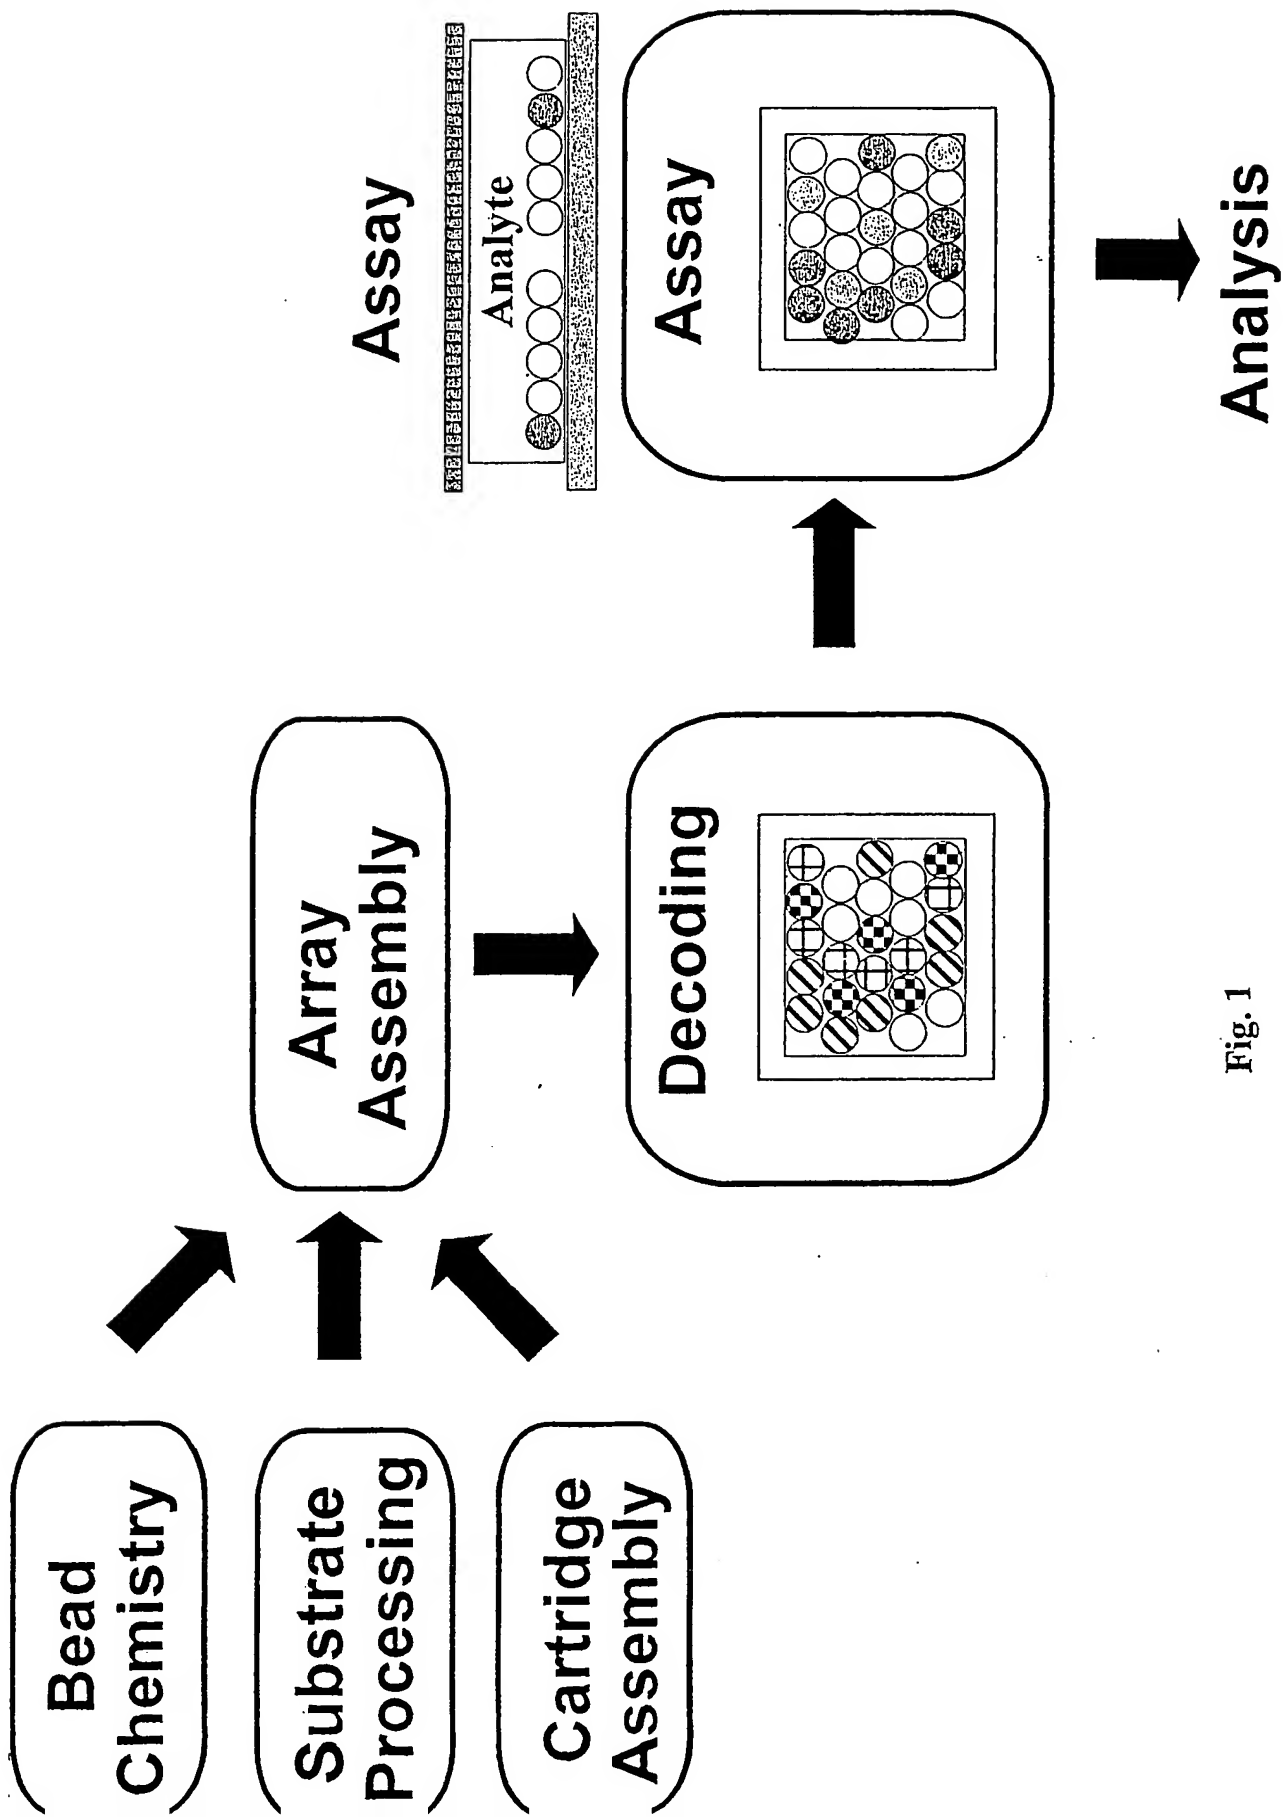 Bead
Chemistry
Substrate
Processing
Cartridge
Assembly
Array
Assembly
Decoding
Assay
Analyte
Assay
Analysis
Fig. 1